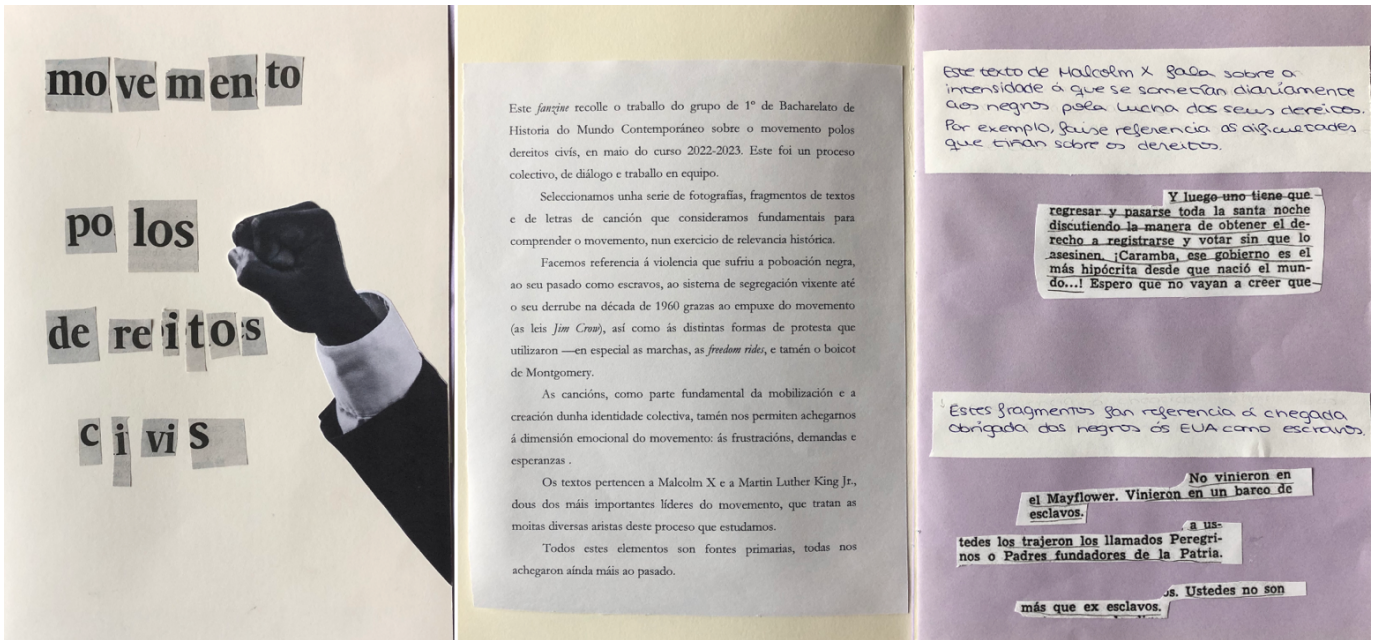 movemento
polos
dereitos
civis
Este fanzine recolle o traballo do grupo de 1º de Bacharelato de
Historia do Mundo Contemporáneo sobre o movemento polos
dereitos civís, en maio do curso 2022-2023. Este foi un proceso
colectivo, de diálogo e traballo en equipo.
Seleccionamos unha serie de fotografías, fragmentos de textos
e de letras de canción que consideramos fundamentais para
comprender o movemento, nun exercicio de relevancia histórica.
Facemos referencia á violencia que sufriu a poboación negra,
ao seu pasado como escravos, ao sistema de segregación vixente até
o seu derrube na década de 1960 grazas ao empuxe do movemento
(as leis Jim Crow), así como ás distintas formas de protesta que
utilizaron —en especial as marchas, as freedom rides, e tamén o boicot
de Montgomery.
As cancións, como parte fundamental da mobilización e a
creación dunha identidade colectiva, tamén nos permiten achegarnos
á dimensión emocional do movemento: ás frustracións, demandas e
esperanzas .
Os textos pertencen a Malcolm X e a Martin Luther King Jr.,
dous dos máis importantes líderes do movemento, que tratan as
moitas diversas aristas deste proceso que estudamos.
Todos estes elementos son fontes primarias, todas nos
achegaron aínda máis ao pasado.
Este texto de Malcolm X fala sobre a
intensidade á que se sometían diariamente
aos negros pola lucha dos seus dereitos.
Por exemplo, faise referencia as dificultades
que tiñan sobre os dereitos.
Y luego uno tiene que
regresar y pasarse toda la santa noche
discutiendo la manera de obtener el de-
recho a registrarse y votar sin que lo
asesinen. ¡Caramba, ese gobierno es el
más hipócrita desde que nació el mun-
do...! Espero que no vayan a creer que
Estes fragmentos fan referencia á chegada
obrigada dos negros ós EUA como escravos.
No vinieron en
el Mayflower. Vinieron en un barco de
esclavos.
a us-
tedes los trajeron los llamados Peregri-
nos o Padres fundadores de la Patria.
os. Ustedes no son
más que ex esclavos.